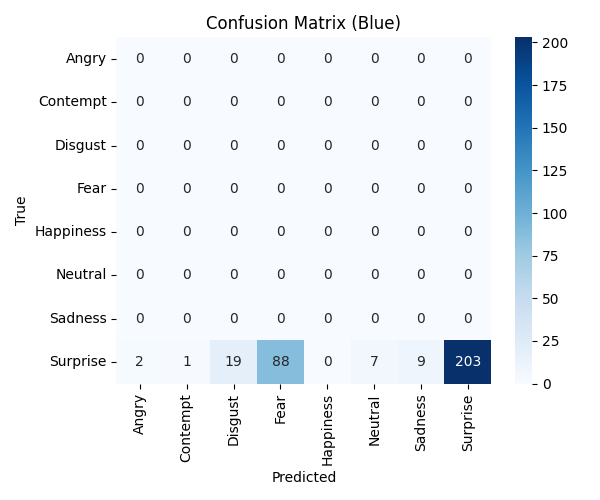 Confusion Matrix (Blue)
True
Angry 0 0 0 0 0 0 0 0
Contempt 0 0 0 0 0 0 0 0
Disgust 0 0 0 0 0 0 0 0
Fear 0 0 0 0 0 0 0 0
Happiness 0 0 0 0 0 0 0 0
Neutral 0 0 0 0 0 0 0 0
Sadness 0 0 0 0 0 0 0 0
Surprise 2 1 19 88 0 7 9 203
Angry Contempt Disgust Fear Happiness Neutral Sadness Surprise
Predicted
200
175
150
125
100
75
50
25
0